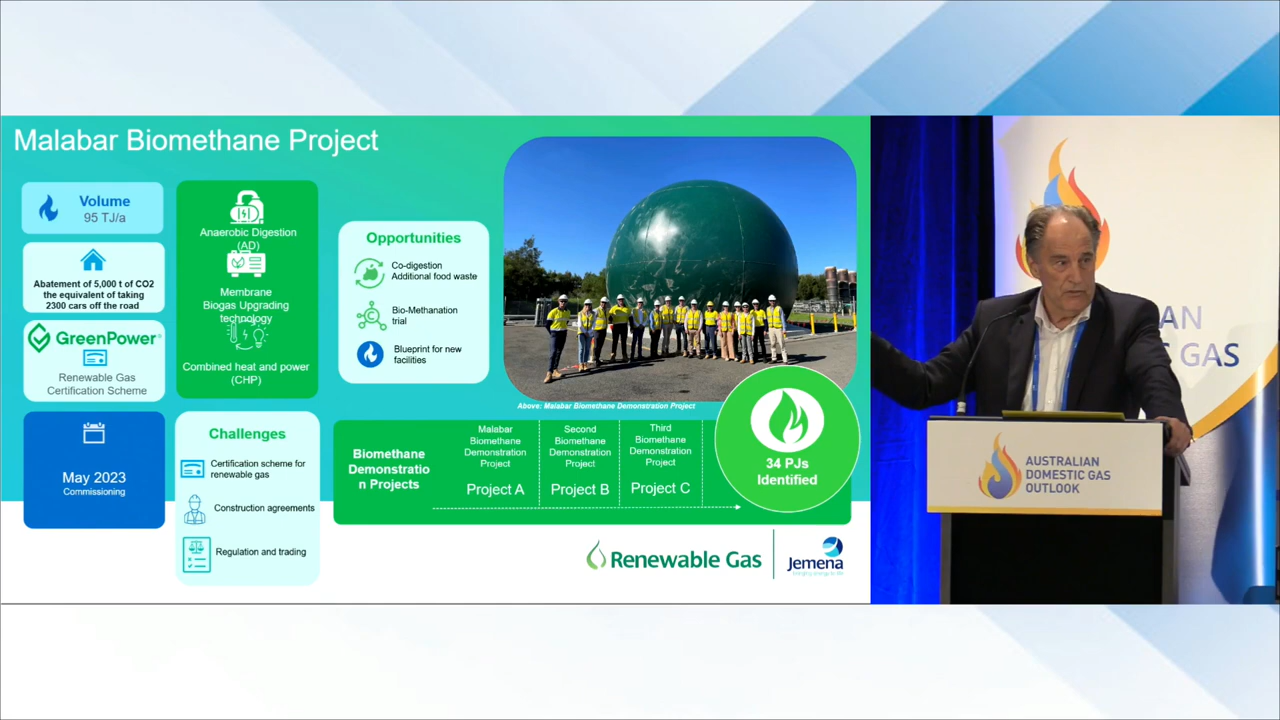 Malabar Biomethane Project
Volume
95 TJ/a
Abatement of 5,000 t of CO2
the equivalent of taking
2300 cars off the road
GreenPower
Renewable Gas
Certification Scheme
May 2023
Commissioning
Anaerobic Digestion
(AD)
Membrane
Biogas Upgrading
technology
Combined heat and power
(CHP)
Challenges
Certification scheme for
renewable gas
Construction agreements
Regulation and trading
Opportunities
Co-digestion
Additional food waste
Bio-Methanation
trial
Blueprint for new
facilities
Above: Malabar Biomethane Demonstration Project
Biomethane
Demonstratio
n Projects
Malabar
Biomethane
Demonstration
Project
Project A
Second
Biomethane
Demonstration
Project
Project B
Third
Biomethane
Demonstration
Project
Project C
34 PJs
Identified
Renewable Gas
Jemena
AN
GAS
AUSTRALIAN
DOMESTIC GAS
OUTLOOK